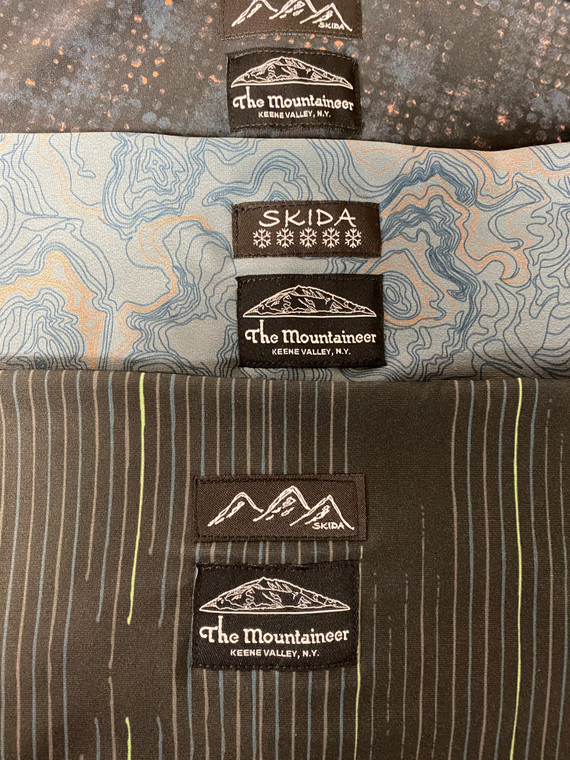 SKIDA
The Mountaineer
KEENE VALLEY, N.Y.
SKIDA
The Mountaineer
KEENE VALLEY, N.Y.
SKIDA
The Mountaineer
KEENE VALLEY, N.Y.